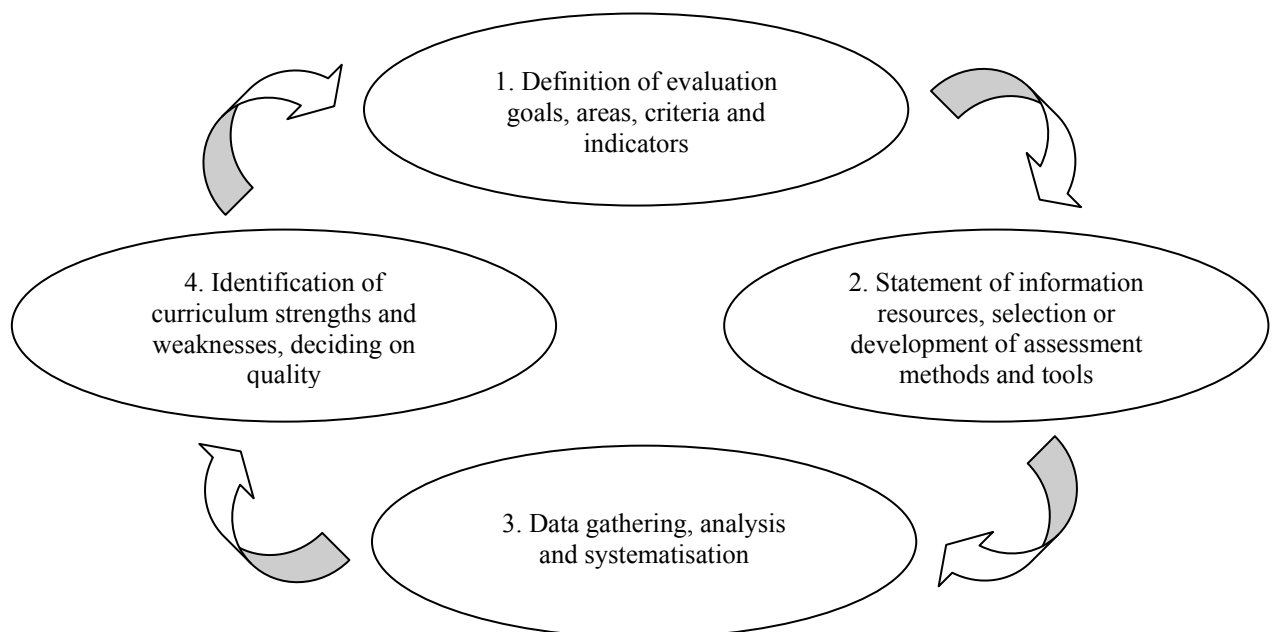 1. Definition of evaluation
goals, areas, criteria and
indicators
2. Statement of information
resources, selection or
development of assessment
methods and tools
3. Data gathering, analysis
and systematisation
4. Identification of
curriculum strengths and
weaknesses, deciding on
quality